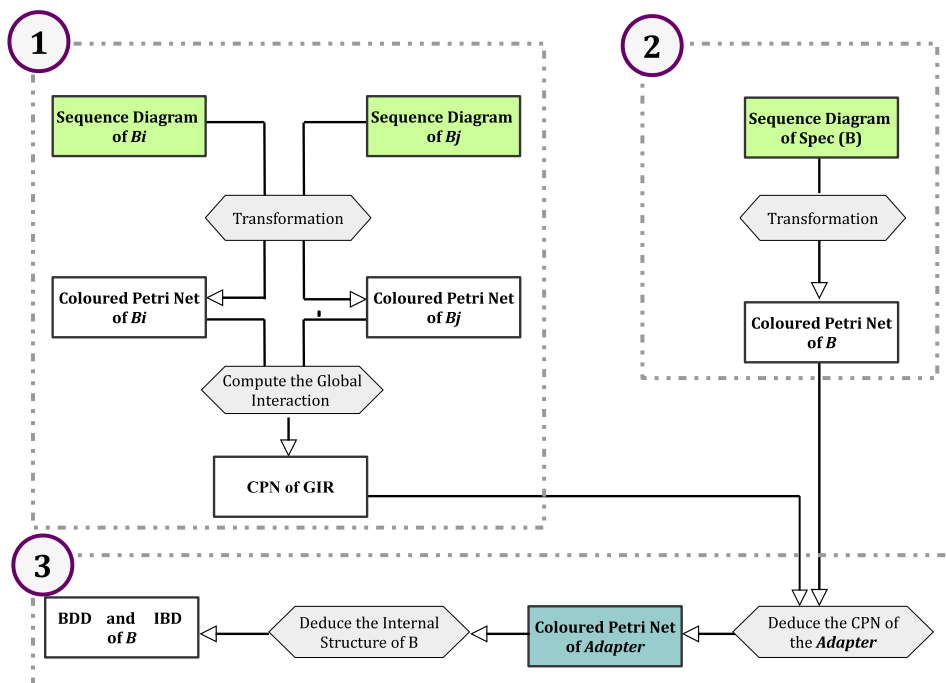 1
Sequence Diagram
of Bi
Sequence Diagram
of Bj
Transformation
Coloured Petri Net
of Bi
Coloured Petri Net
of Bj
Compute the Global
Interaction
CPN of GIR
2
Sequence Diagram
of Spec (B)
Transformation
Coloured Petri Net
of B
3
BDD and IBD
of B
Deduce the Internal
Structure of B
Coloured Petri Net
of Adapter
Deduce the CPN of
the Adapter